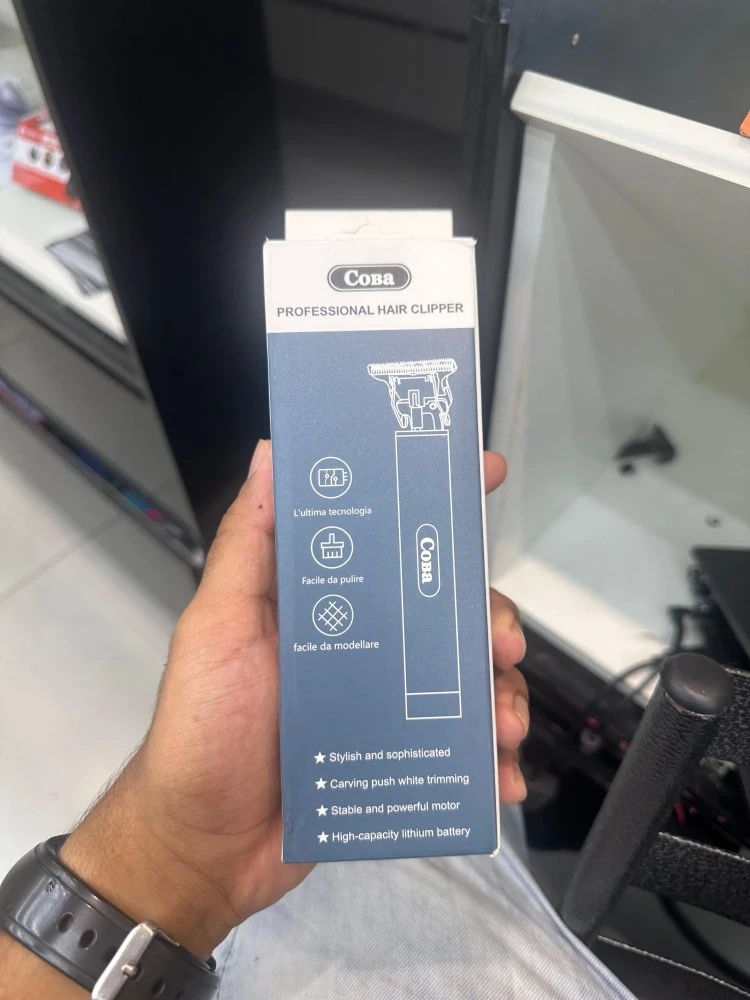 COBA
PROFESSIONAL HAIR CLIPPER
L'ultima tecnologia
Facile da pulire
facile da modellare
COBA
★ Stylish and sophisticated
★ Carving push white trimming
★ Stable and powerful motor
★ High-capacity lithium battery